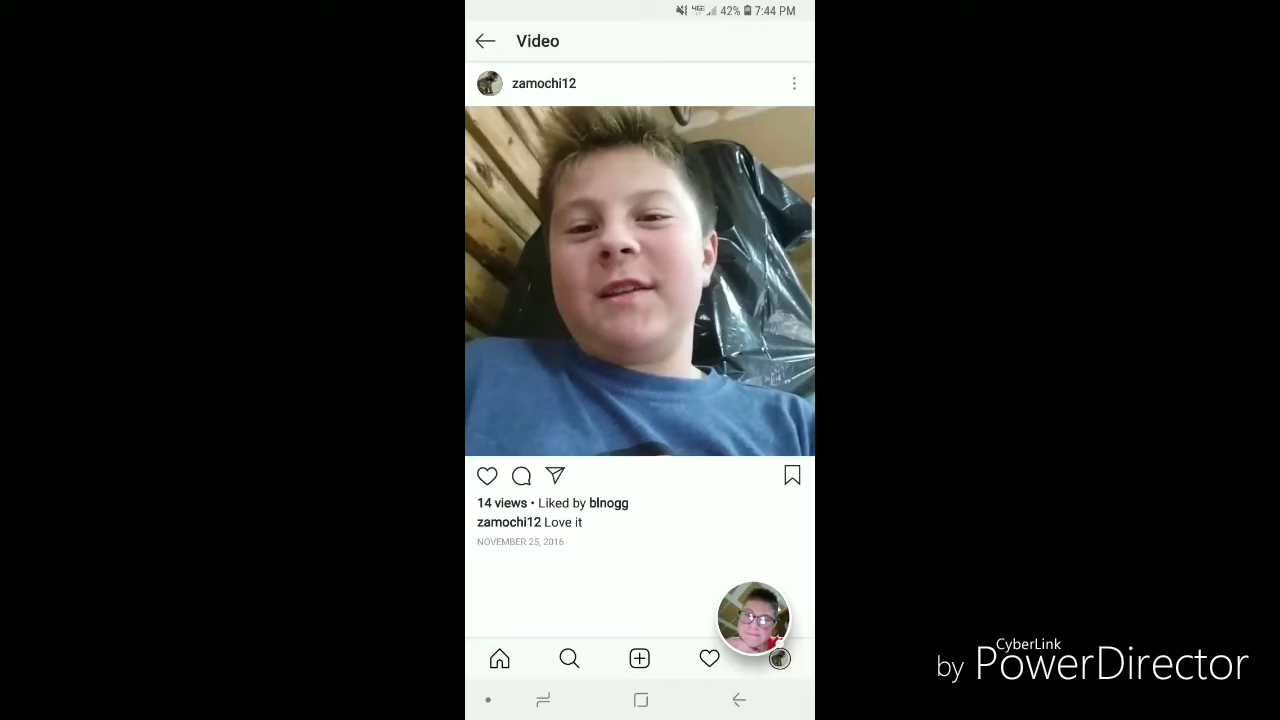 42% 7:44 PM
Video
zamochi12
14 views • Liked by blnogg
zamochi12 Love it
NOVEMBER 25, 2016
CyberLink
by PowerDirector